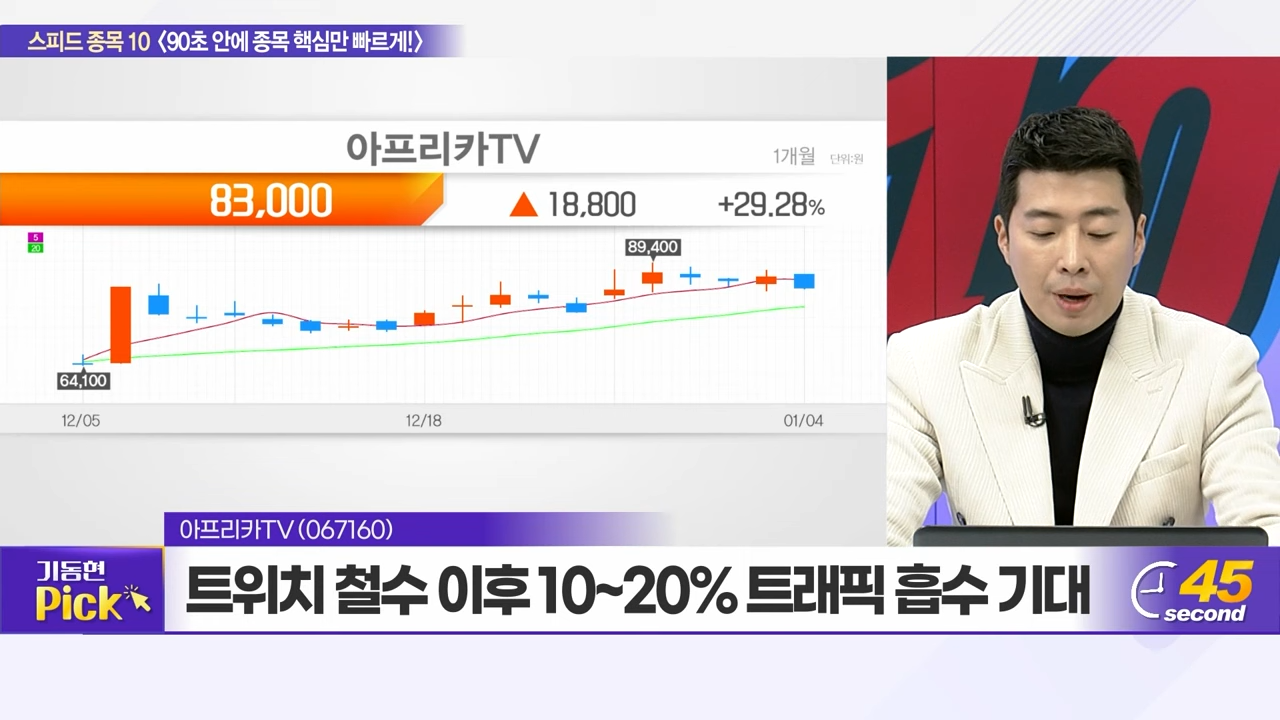 스피드 종목 10 〈90초 안에 종목 핵심만 빠르게!〉
아프리카TV
1개월 단위:원
83,000 ▲ 18,800 +29.28%
5
20
89,400
64,100
12/05 12/18 01/04
아프리카TV (067160)
기동현
Pick
트위치 철수 이후 10~20% 트래픽 흡수 기대
45
second